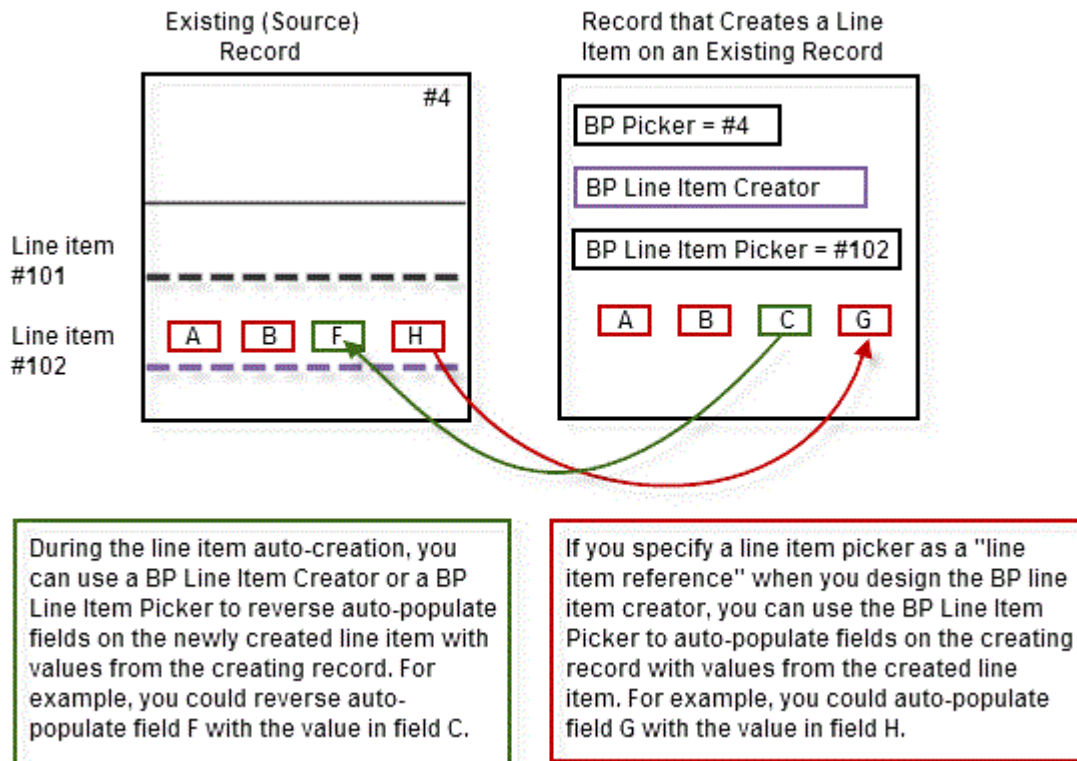 Existing (Source)
Record
Record that Creates a Line
Item on an Existing Record
#4
BP Picker = #4
BP Line Item Creator
BP Line Item Picker = #102
Line item
#101
Line item
#102
A B F H
A B C G
During the line item auto-creation, you
can use a BP Line Item Creator or a BP
Line Item Picker to reverse auto-populate
fields on the newly created line item with
values from the creating record. For
example, you could reverse auto-
populate field F with the value in field C.
If you specify a line item picker as a "line
item reference" when you design the BP line
item creator, you can use the BP Line Item
Picker to auto-populate fields on the creating
record with values from the created line
item. For example, you could auto-populate
field G with the value in field H.